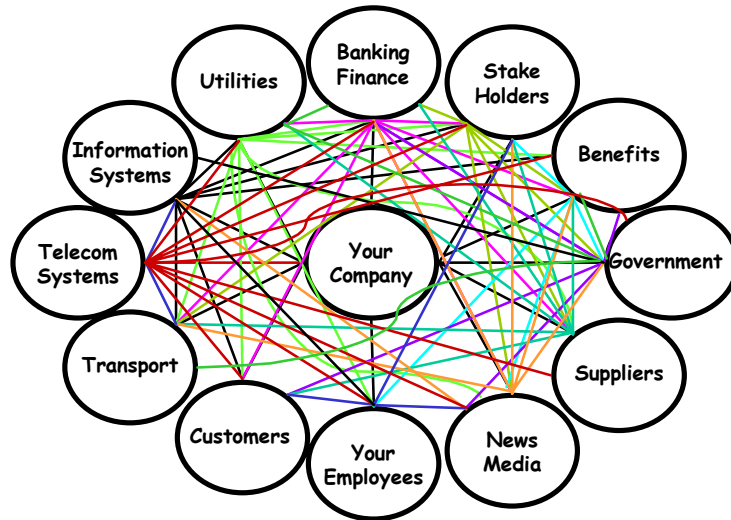 Banking
Finance
Utilities
Stake
Holders
Information
Systems
Benefits
Telecom
Systems
Your
Company
Government
Transport
Suppliers
Customers
Your
Employees
News
Media